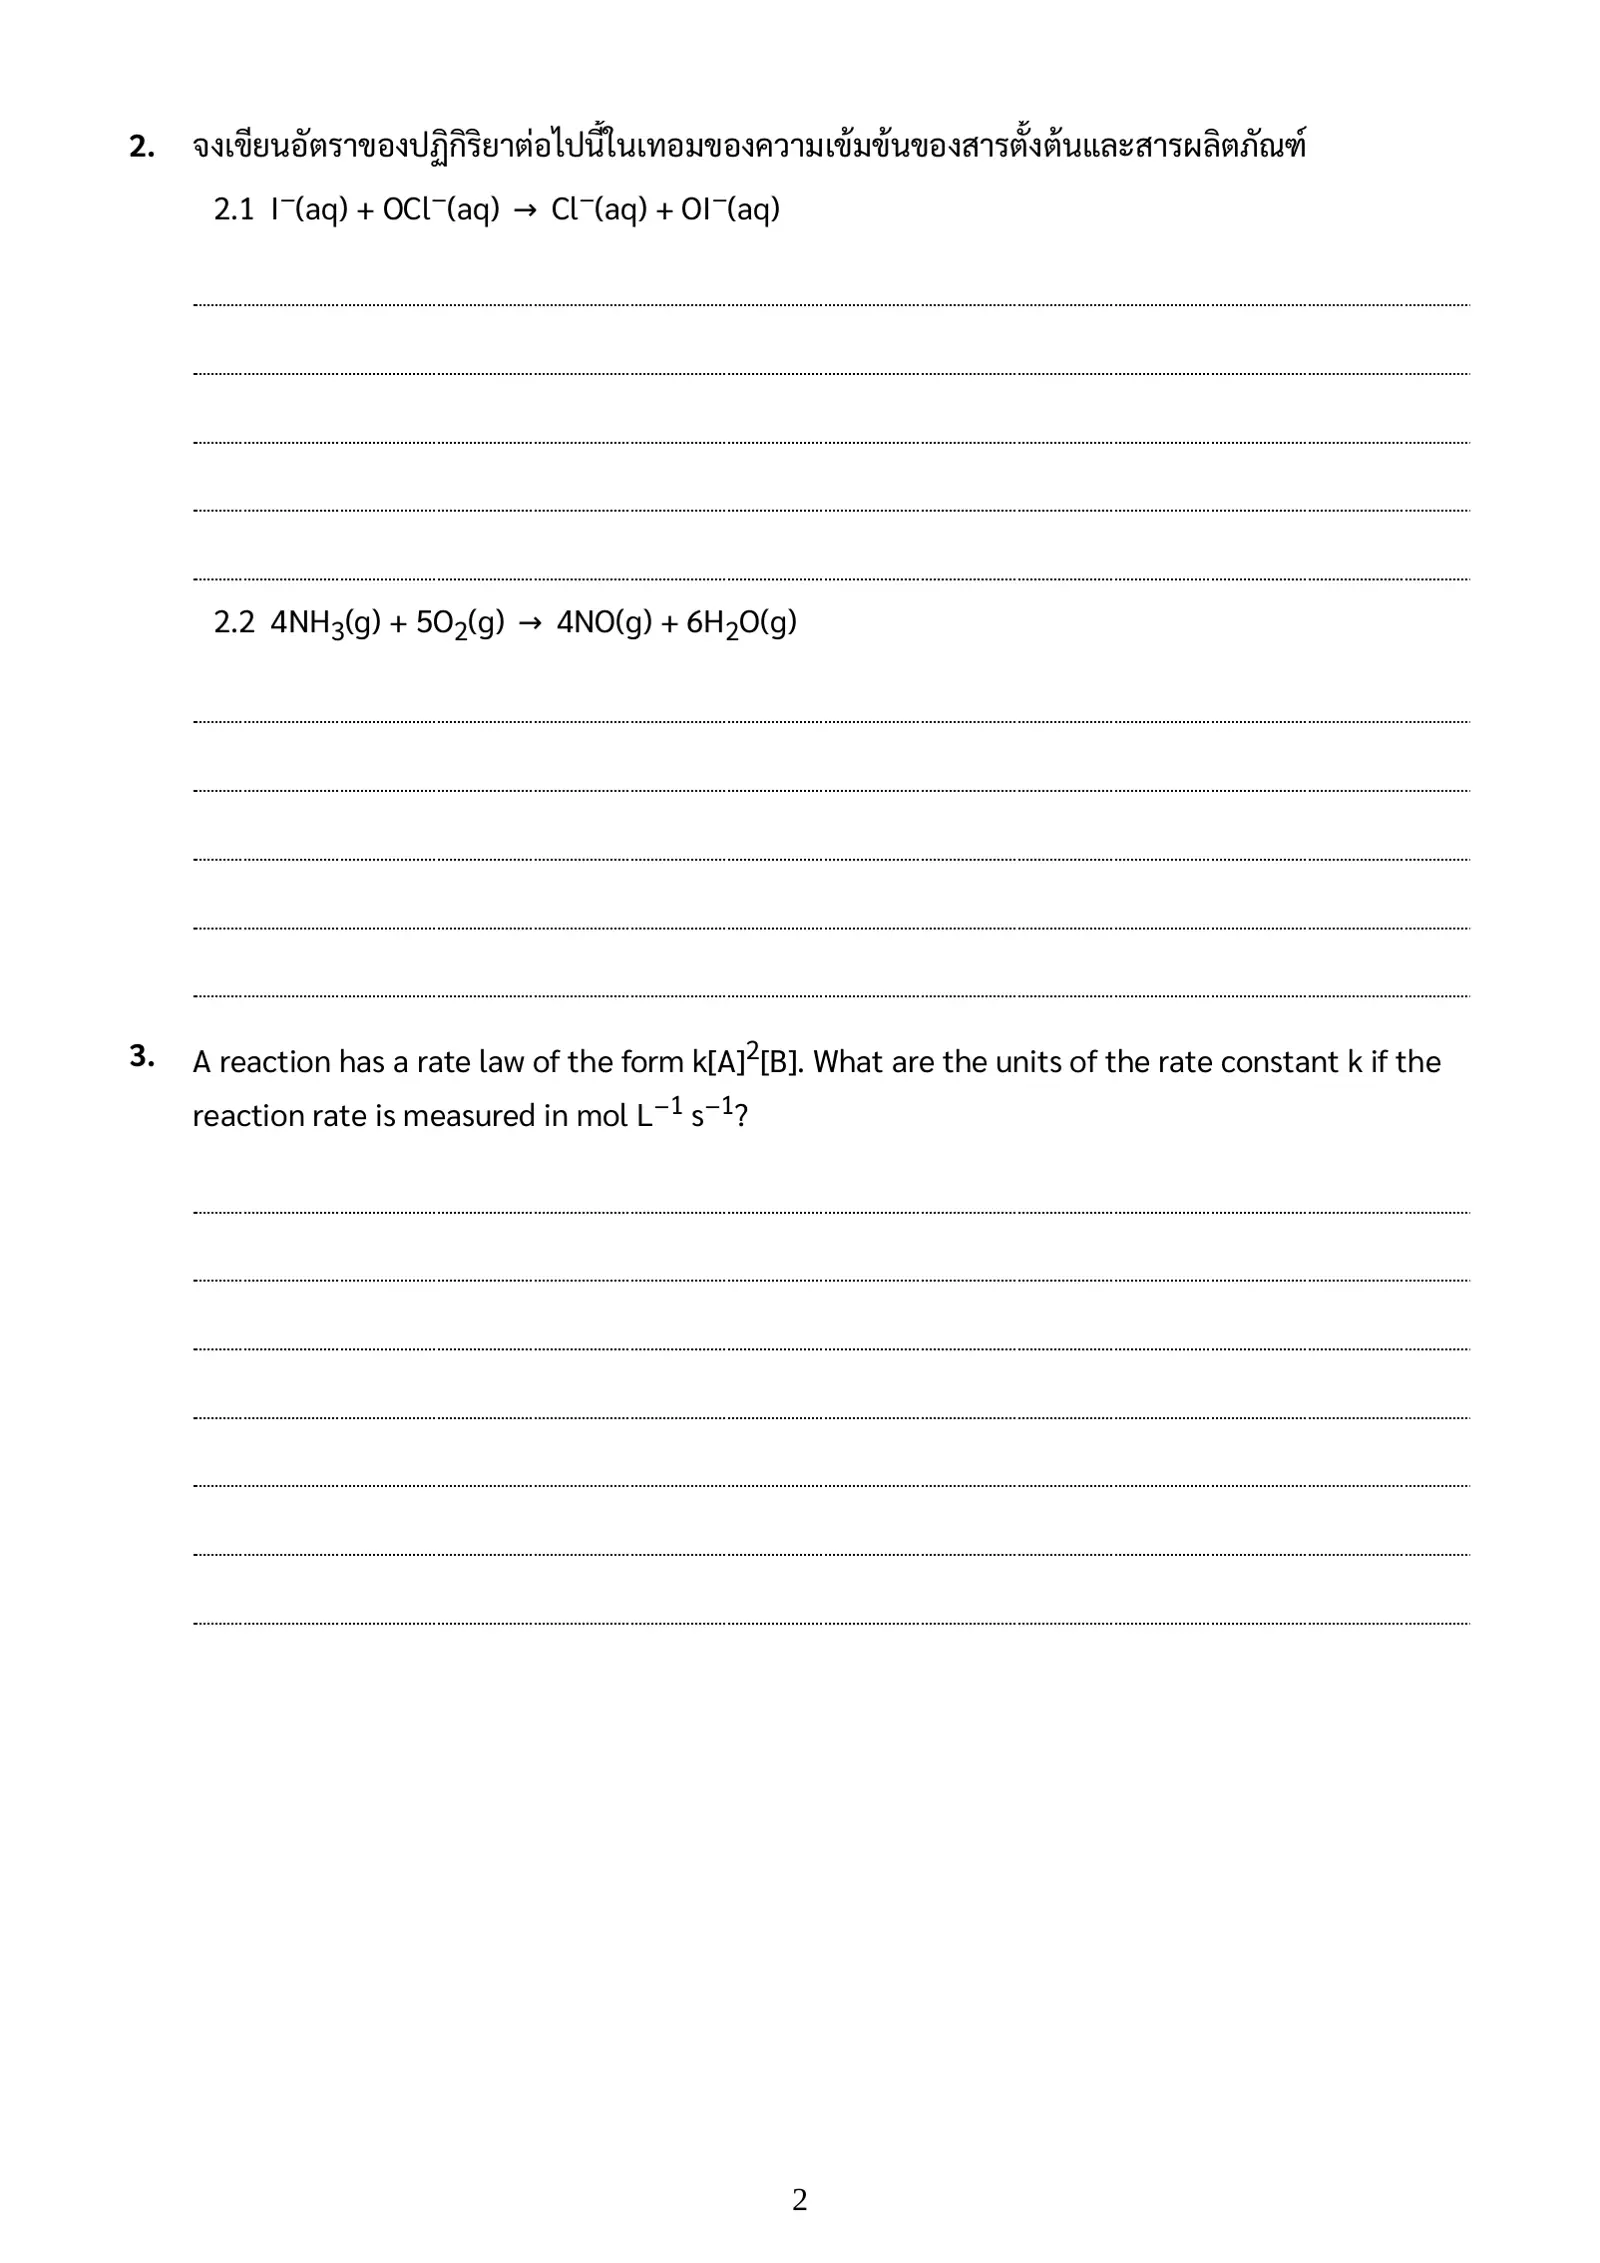 2. จงเขียนอัตราของปฏิกิริยาต่อไปนี้ในเทอมของความเข้มข้นของสารตั้งต้นและสารผลิตภัณฑ์
2.1 I⁻(aq) + OCl⁻(aq) → Cl⁻(aq) + OI⁻(aq)
2.2 4NH₃(g) + 5O₂(g) → 4NO(g) + 6H₂O(g)
3. A reaction has a rate law of the form k[A]²[B]. What are the units of the rate constant k if the
reaction rate is measured in mol L⁻¹ s⁻¹?
2